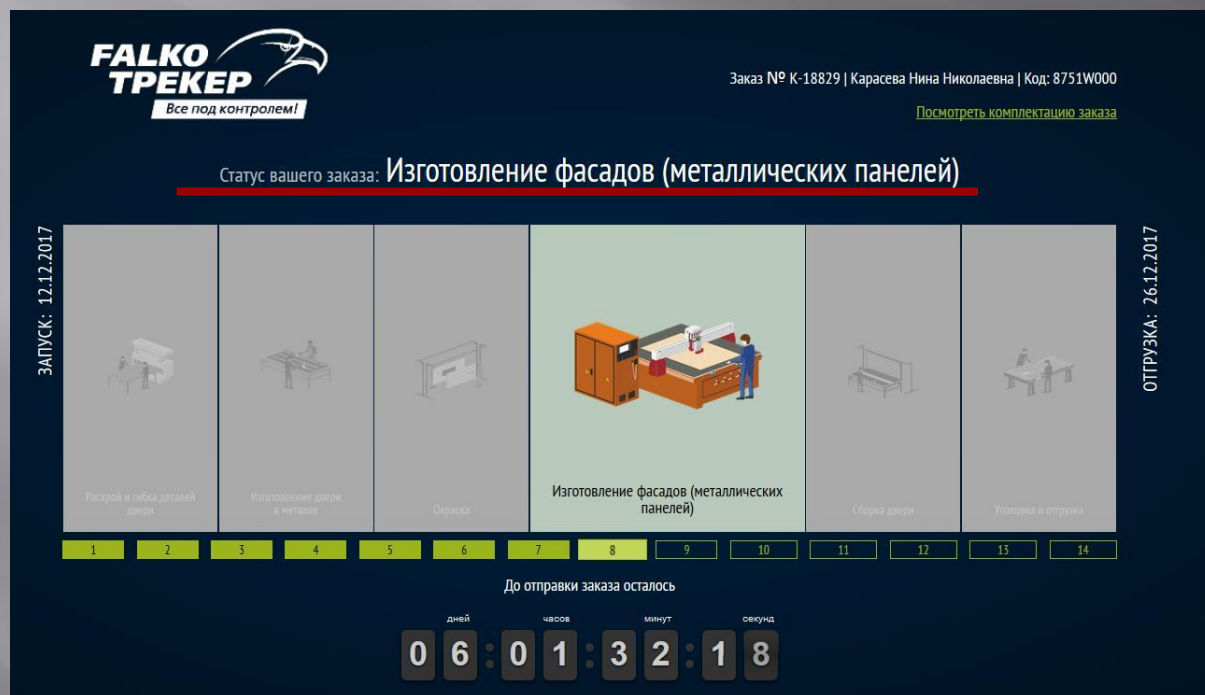 FALKO
ТРЕКЕР
Все под контролем!
Заказ № К-18829 | Карасева Нина Николаевна | Код: 8751W000
Посмотреть комплектацию заказа
Статус вашего заказа: Изготовление фасадов (металлических панелей)
ЗАПУСК: 12.12.2017
ОТГРУЗКА: 26.12.2017
Раскрой и гибка деталей
двери
Изготовление двери
в металле
Окраска
Изготовление фасадов (металлических
панелей)
Сборка двери
Упаковка и отгрузка
1 2 3 4 5 6 7 8 9 10 11 12 13 14
До отправки заказа осталось
дней часов минут секунд
06:01:32:18